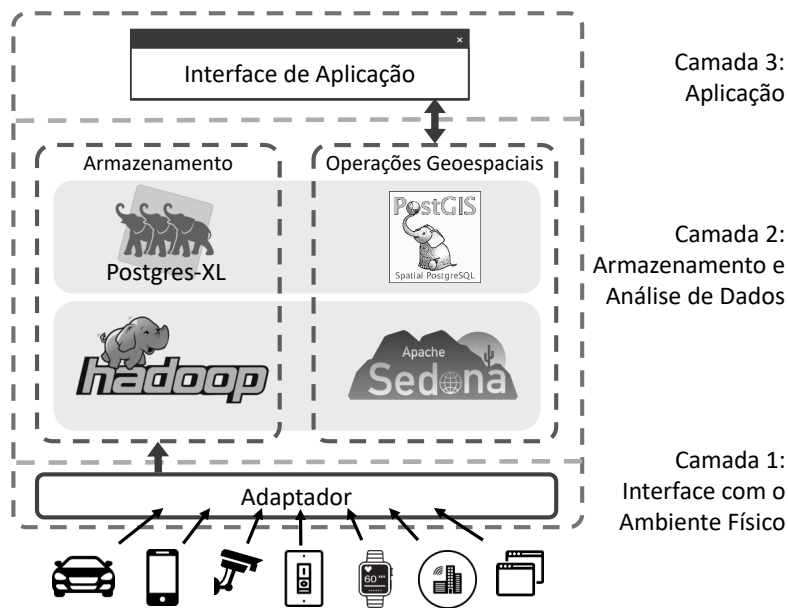 ×
Interface de Aplicação
Camada 3:
Aplicação
Armazenamento
Operações Geoespaciais
Postgres-XL
PostGIS
Spatial PostgreSQL
Camada 2:
Armazenamento e
Análise de Dados
hadoop
Apache
Sedona
Camada 1:
Interface com o
Ambiente Físico
Adaptador
60